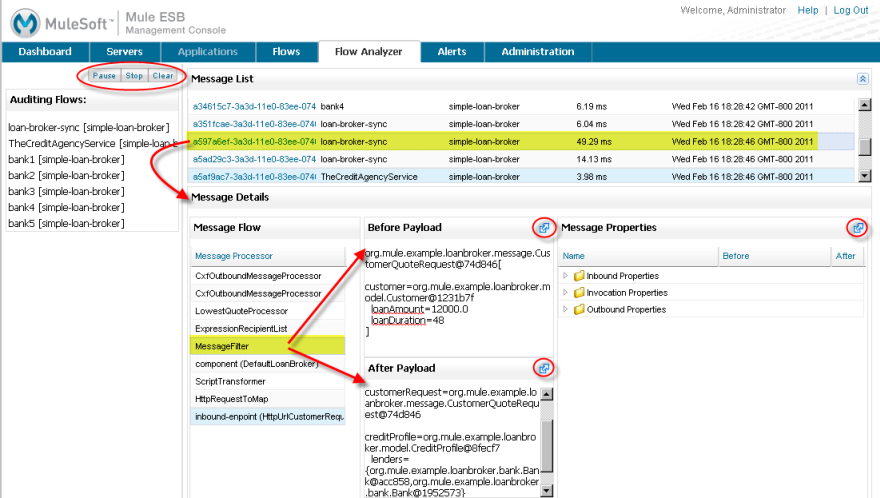 Welcome, Administrator Help | Log Out
MuleSoft™ Mule ESB
Management Console
Dashboard Servers Applications Flows Flow Analyzer Alerts Administration
Pause Stop Clear
Auditing Flows:
loan-broker-sync [simple-loan-broker]
TheCreditAgencyService [simple-loan-b
bank1 [simple-loan-broker]
bank2 [simple-loan-broker]
bank3 [simple-loan-broker]
bank4 [simple-loan-broker]
bank5 [simple-loan-broker]
Message List
a34615c7-3a3d-11e0-83ee-074 bank4 simple-loan-broker 6.19 ms Wed Feb 16 18:28:42 GMT-800 2011
a351fcae-3a3d-11e0-83ee-074 loan-broker-sync simple-loan-broker 6.04 ms Wed Feb 16 18:28:42 GMT-800 2011
a597a6ef-3a3d-11e0-83ee-074 loan-broker-sync simple-loan-broker 49.29 ms Wed Feb 16 18:28:46 GMT-800 2011
a5ad29c3-3a3d-11e0-83ee-074 loan-broker-sync simple-loan-broker 14.13 ms Wed Feb 16 18:28:46 GMT-800 2011
a5af9ac7-3a3d-11e0-83ee-074 TheCreditAgencyService simple-loan-broker 3.98 ms Wed Feb 16 18:28:46 GMT-800 2011
Message Details
Message Flow
Message Processor
CxfOutboundMessageProcessor
CxfOutboundMessageProcessor
LowestQuoteProcessor
ExpressionRecipientList
MessageFilter
component (DefaultLoanBroker)
ScriptTransformer
HttpRequestToMap
inbound-enpoint (HttpUrlCustomerRequ
Before Payload
org.mule.example.loanbroker.message.Cus
tomerQuoteRequest@74d846[
customer=org.mule.example.loanbroker.m
odel.Customer@1231b7f
loanAmount=12000.0
loanDuration=48
]
After Payload
customerRequest=org.mule.example.lo
anbroker.message.CustomerQuoteRequ
est@74d846
creditProfile=org.mule.example.loanbro
ker.model.CreditProfile@8fecf7
lenders=
{org.mule.example.loanbroker.bank.Ban
k@acc858,org.mule.example.loanbroker
.bank.Bank@1952573}
Message Properties
Name Before After
Inbound Properties
Invocation Properties
Outbound Properties